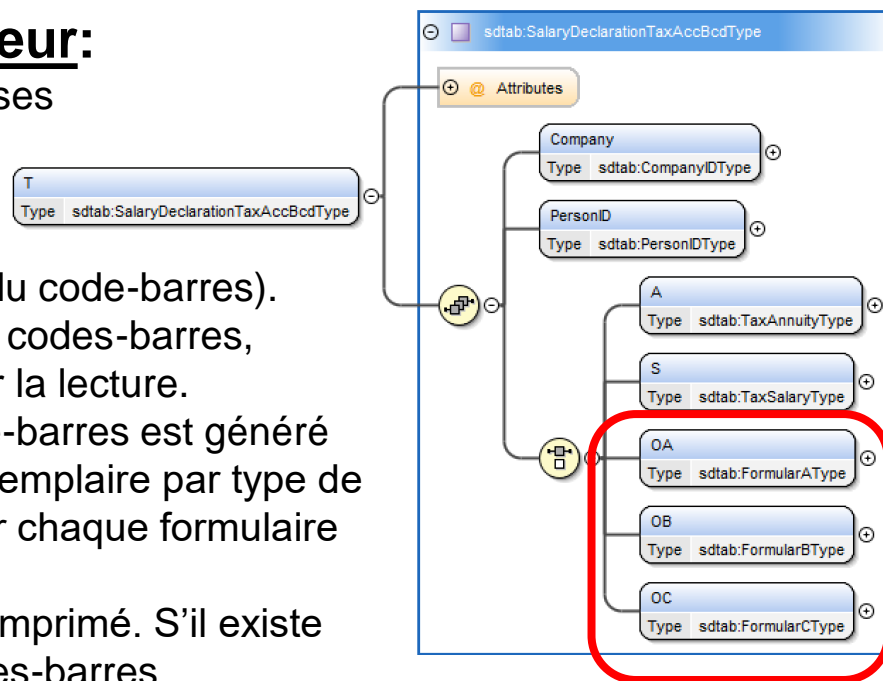 eur:
ses
du code-barres).
codes-barres,
r la lecture.
-barres est généré
emplaire par type de
r chaque formulaire
mprimé. S’il existe
es-barres
sdtab:SalaryDeclarationTaxAccBcdType
@ Attributes
T
Type sdtab:SalaryDeclarationTaxAccBcdType
Company
Type sdtab:CompanyIDType
PersonID
Type sdtab:PersonIDType
A
Type sdtab:TaxAnnuityType
S
Type sdtab:TaxSalaryType
OA
Type sdtab:FormularAType
OB
Type sdtab:FormularBType
OC
Type sdtab:FormularCType